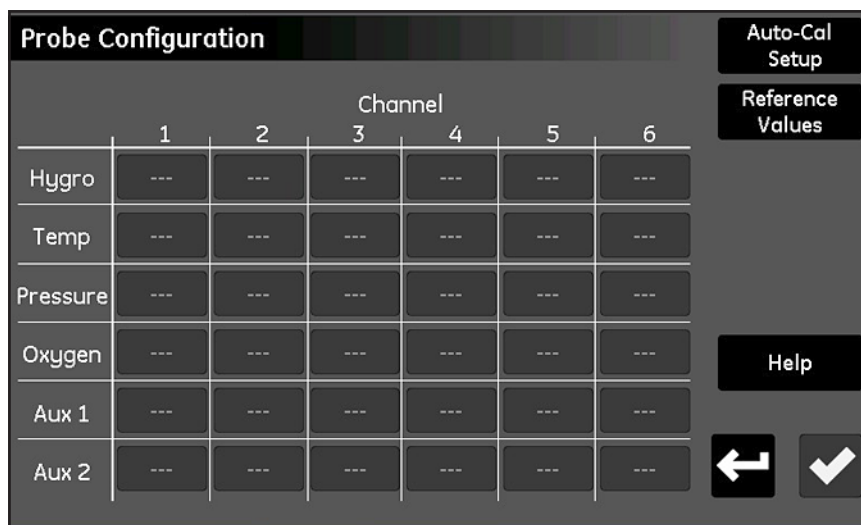 Probe Configuration
Auto-Cal
Setup
Channel
Reference
Values
1 2 3 4 5 6
Hygro --- --- --- --- --- ---
Temp --- --- --- --- --- ---
Pressure --- --- --- --- --- ---
Oxygen --- --- --- --- --- ---
Help
Aux 1 --- --- --- --- --- ---
Aux 2 --- --- --- --- --- ---